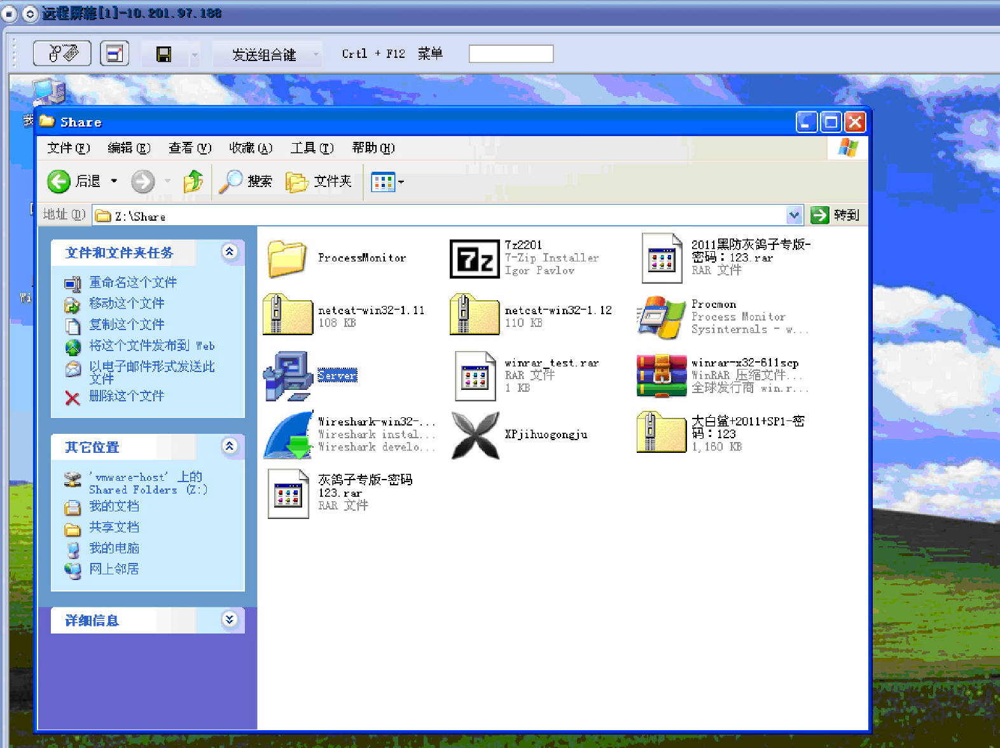 远程屏幕[1]-10.201.97.188
发送组合键
Crtl + F12 菜单
Share
文件(F) 编辑(E) 查看(V) 收藏(A) 工具(T) 帮助(H)
后退
搜索
文件夹
地址(D)
Z:\Share
转到
文件和文件夹任务
重命名这个文件
移动这个文件
复制这个文件
将这个文件发布到 Web
以电子邮件形式发送此
文件
删除这个文件
其它位置
'vmware-host' 上的
Shared Folders (Z:)
我的文档
共享文档
我的电脑
网上邻居
详细信息
ProcessMonitor
7z2201
7-Zip Installer
Igor Pavlov
2011黑防灰鸽子专版-
密码：123.rar
RAR 文件
netcat-win32-1.11
108 KB
netcat-win32-1.12
110 KB
Procmon
Process Monitor
Sysinternals - w...
Server
winrar_test.rar
RAR 文件
1 KB
winrar-x32-611scp
WinRAR 压缩文件...
全球发行商 win.r...
Wireshark-win32-...
Wireshark instal...
Wireshark develo...
XPjihuogongju
大白鲨+2011+SP1-密
码：123
1,160 KB
灰鸽子专版-密码
123.rar
RAR 文件
我
Wi